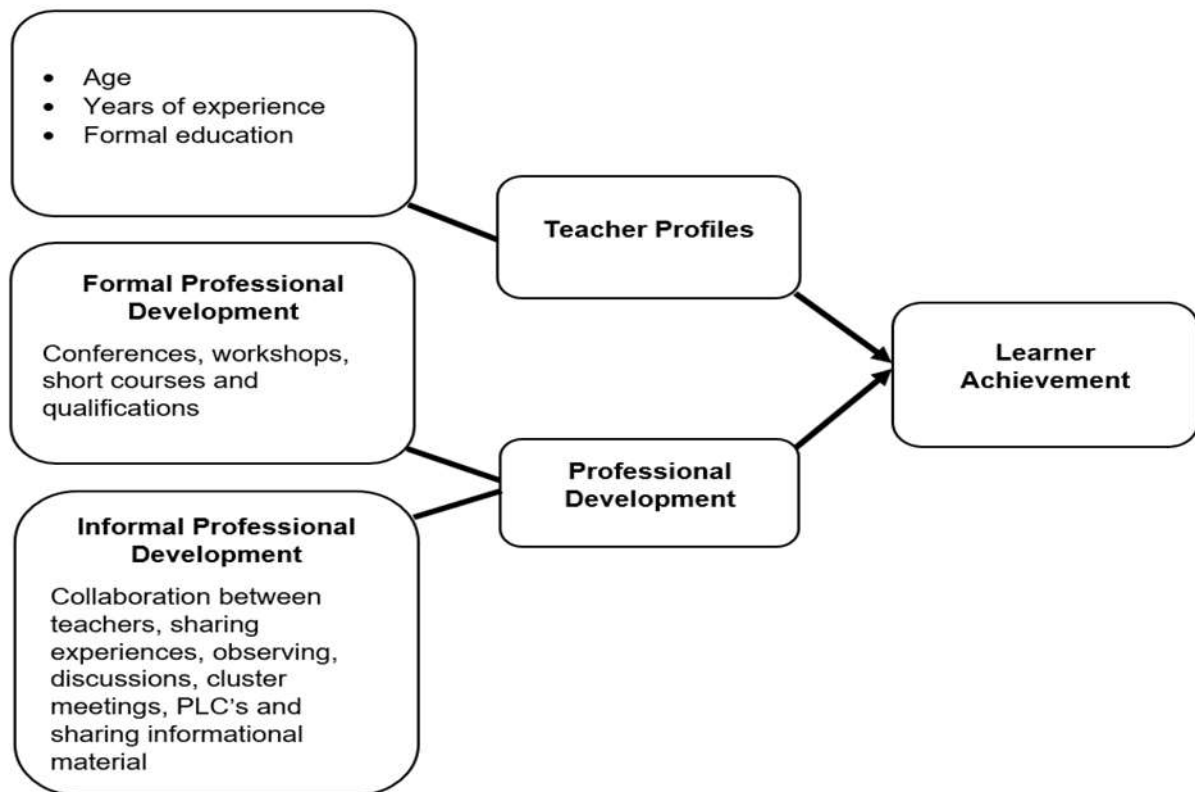 • Age
• Years of experience
• Formal education
Teacher Profiles
Formal Professional
Development
Conferences, workshops,
short courses and
qualifications
Learner
Achievement
Professional
Development
Informal Professional
Development
Collaboration between
teachers, sharing
experiences, observing,
discussions, cluster
meetings, PLC's and
sharing informational
material